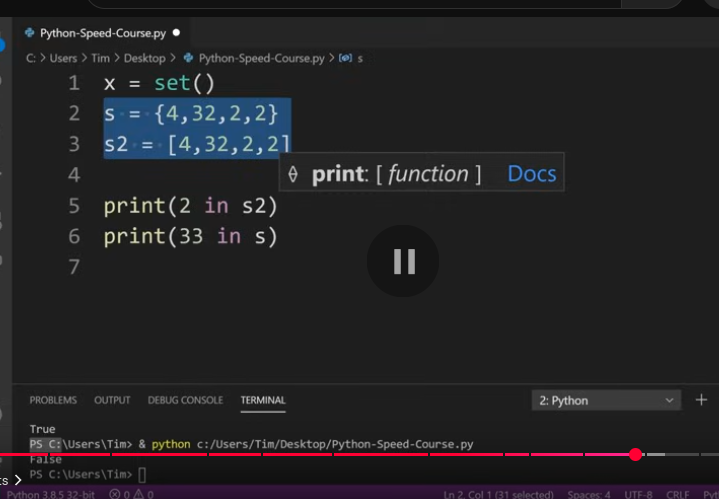 Python-Speed-Course.py ●
C: > Users > Tim > Desktop > Python-Speed-Course.py > s
1 x = set()
2 s = {4,32,2,2}
3 s2 = [4,32,2,2]
4
print: [ function ] Docs
5 print(2 in s2)
6 print(33 in s)
7
PROBLEMS OUTPUT DEBUG CONSOLE TERMINAL 2: Python
True
PS C:\Users\Tim> & python c:/Users/Tim/Desktop/Python-Speed-Course.py
False
PS C:\Users\Tim>
ts >
Python 3.8.5 32-bit 0 0 Ln 2, Col 1 (31 selected) Spaces: 4 UTF-8 CRLF Pyt